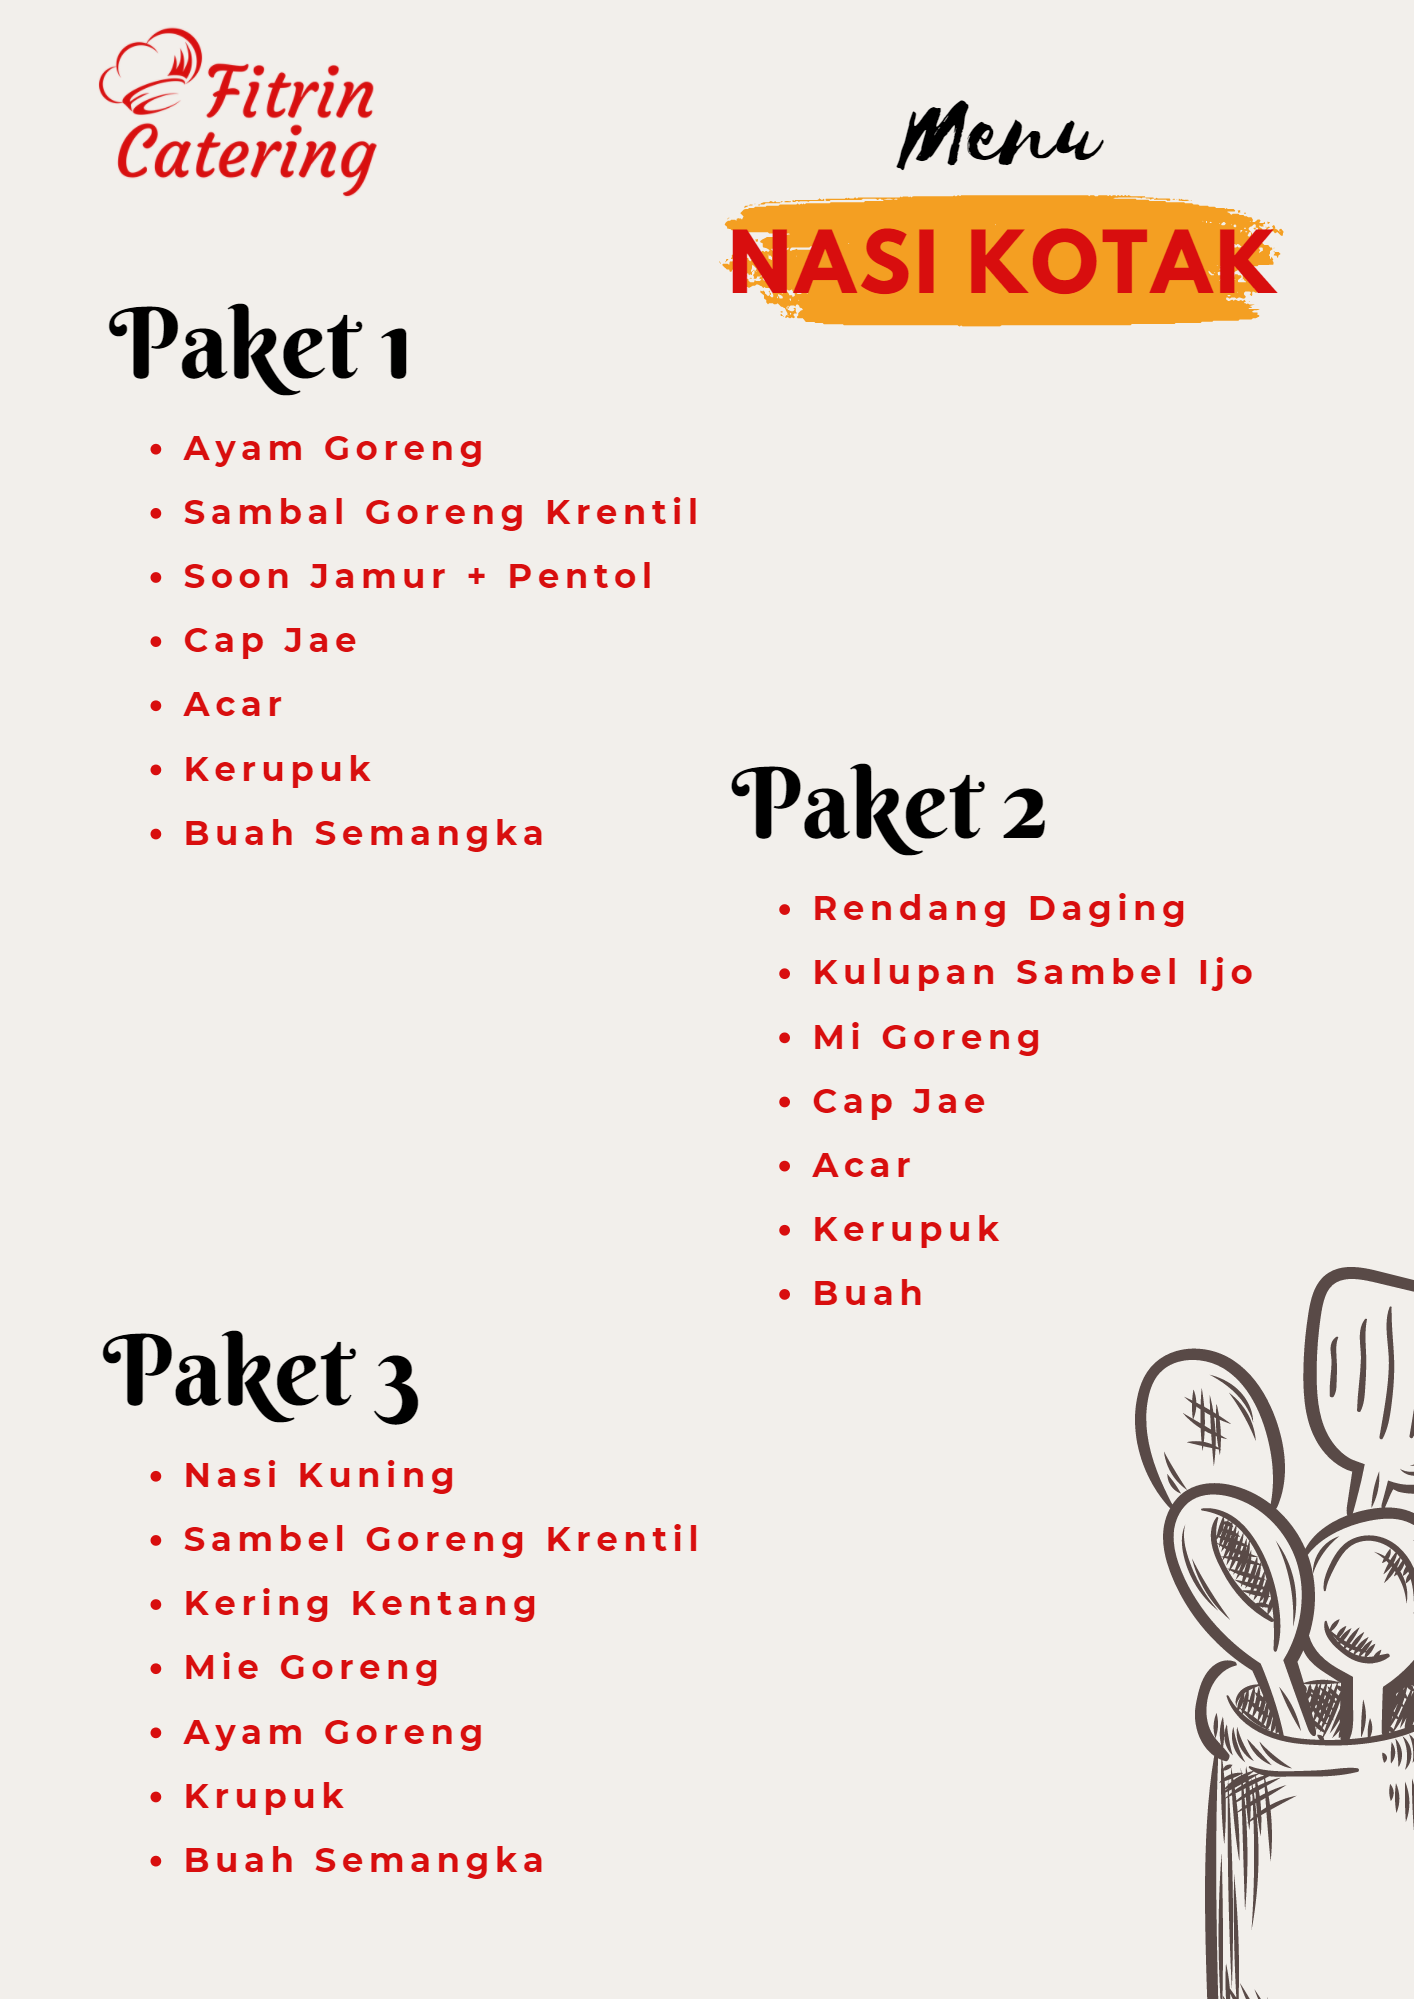 Fitrin
Catering
Menu
NASI KOTAK
Paket 1
• Ayam Goreng
• Sambal Goreng Krentil
• Soon Jamur + Pentol
• Cap Jae
• Acar
• Kerupuk
• Buah Semangka
Paket 2
• Rendang Daging
• Kulupan Sambel Ijo
• Mi Goreng
• Cap Jae
• Acar
• Kerupuk
• Buah
Paket 3
• Nasi Kuning
• Sambel Goreng Krentil
• Kering Kentang
• Mie Goreng
• Ayam Goreng
• Krupuk
• Buah Semangka